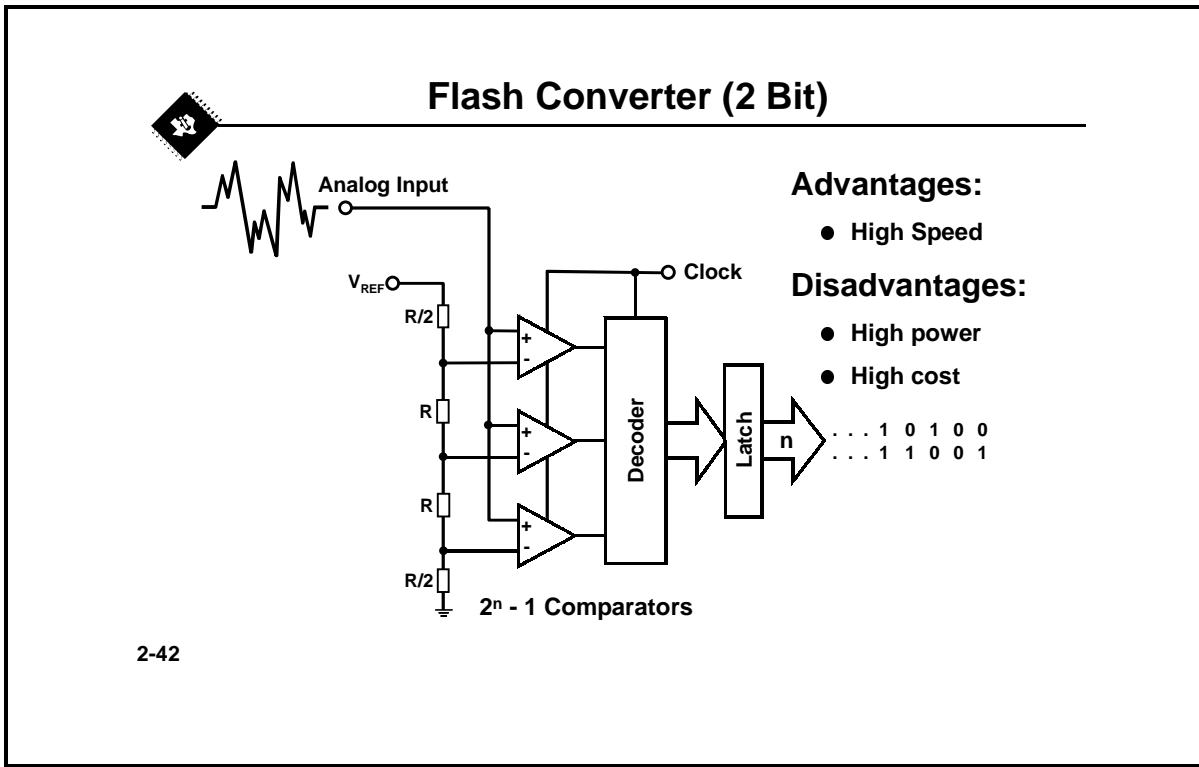 Flash Converter (2 Bit)
Analog Input
Advantages:
● High Speed
Clock
V_REF
Disadvantages:
R/2
● High power
+
-
● High cost
R
+
-
Decoder
Latch
n
. . . 1 0 1 0 0
. . . 1 1 0 0 1
R
+
-
R/2
2ⁿ - 1 Comparators
2-42